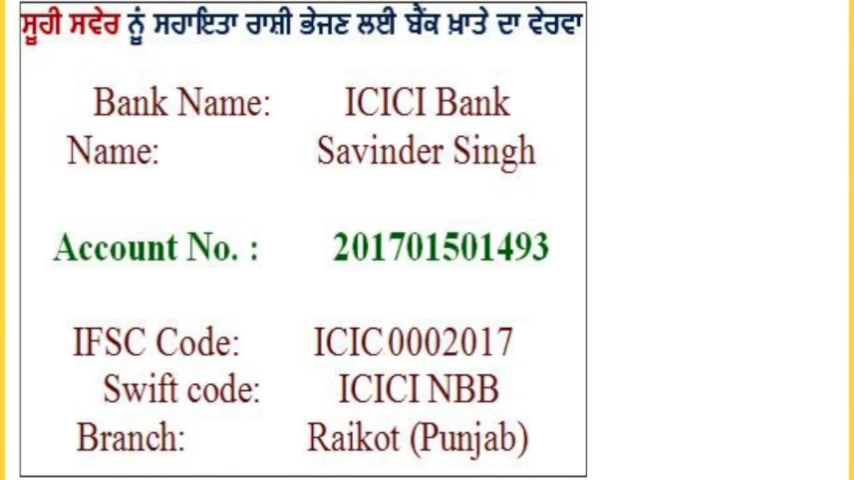 ਸੂਹੀ ਸਵੇਰ ਨੂੰ ਸਹਾਇਤਾ ਰਾਸ਼ੀ ਭੇਜਣ ਲਈ ਬੈਂਕ ਖ਼ਾਤੇ ਦਾ ਵੇਰਵਾ
Bank Name: ICICI Bank
Name: Savinder Singh
Account No. : 201701501493
IFSC Code: ICIC0002017
Swift code: ICICI NBB
Branch: Raikot (Punjab)